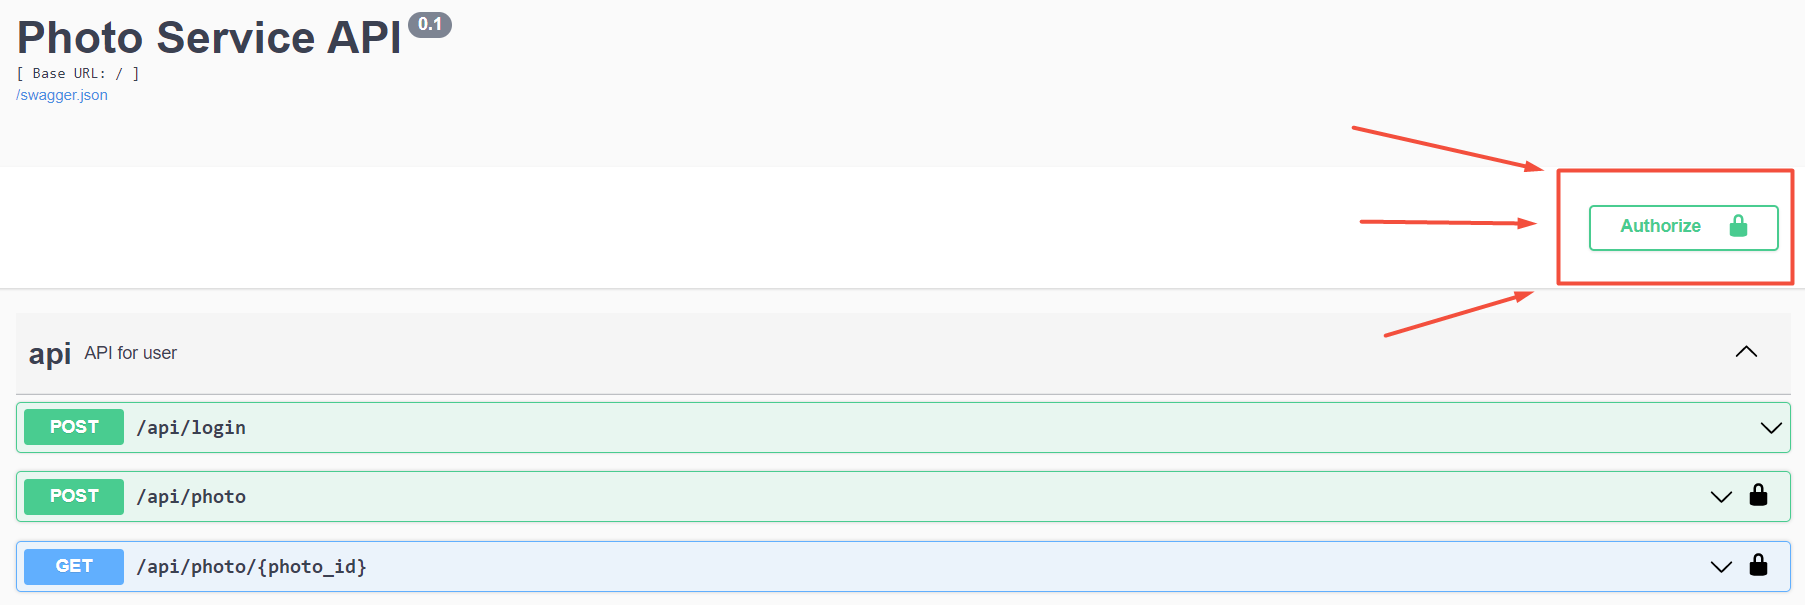 Photo Service API 0.1
[ Base URL: / ]
/swagger.json
Authorize
api API for user
POST /api/login
POST /api/photo
GET /api/photo/{photo_id}